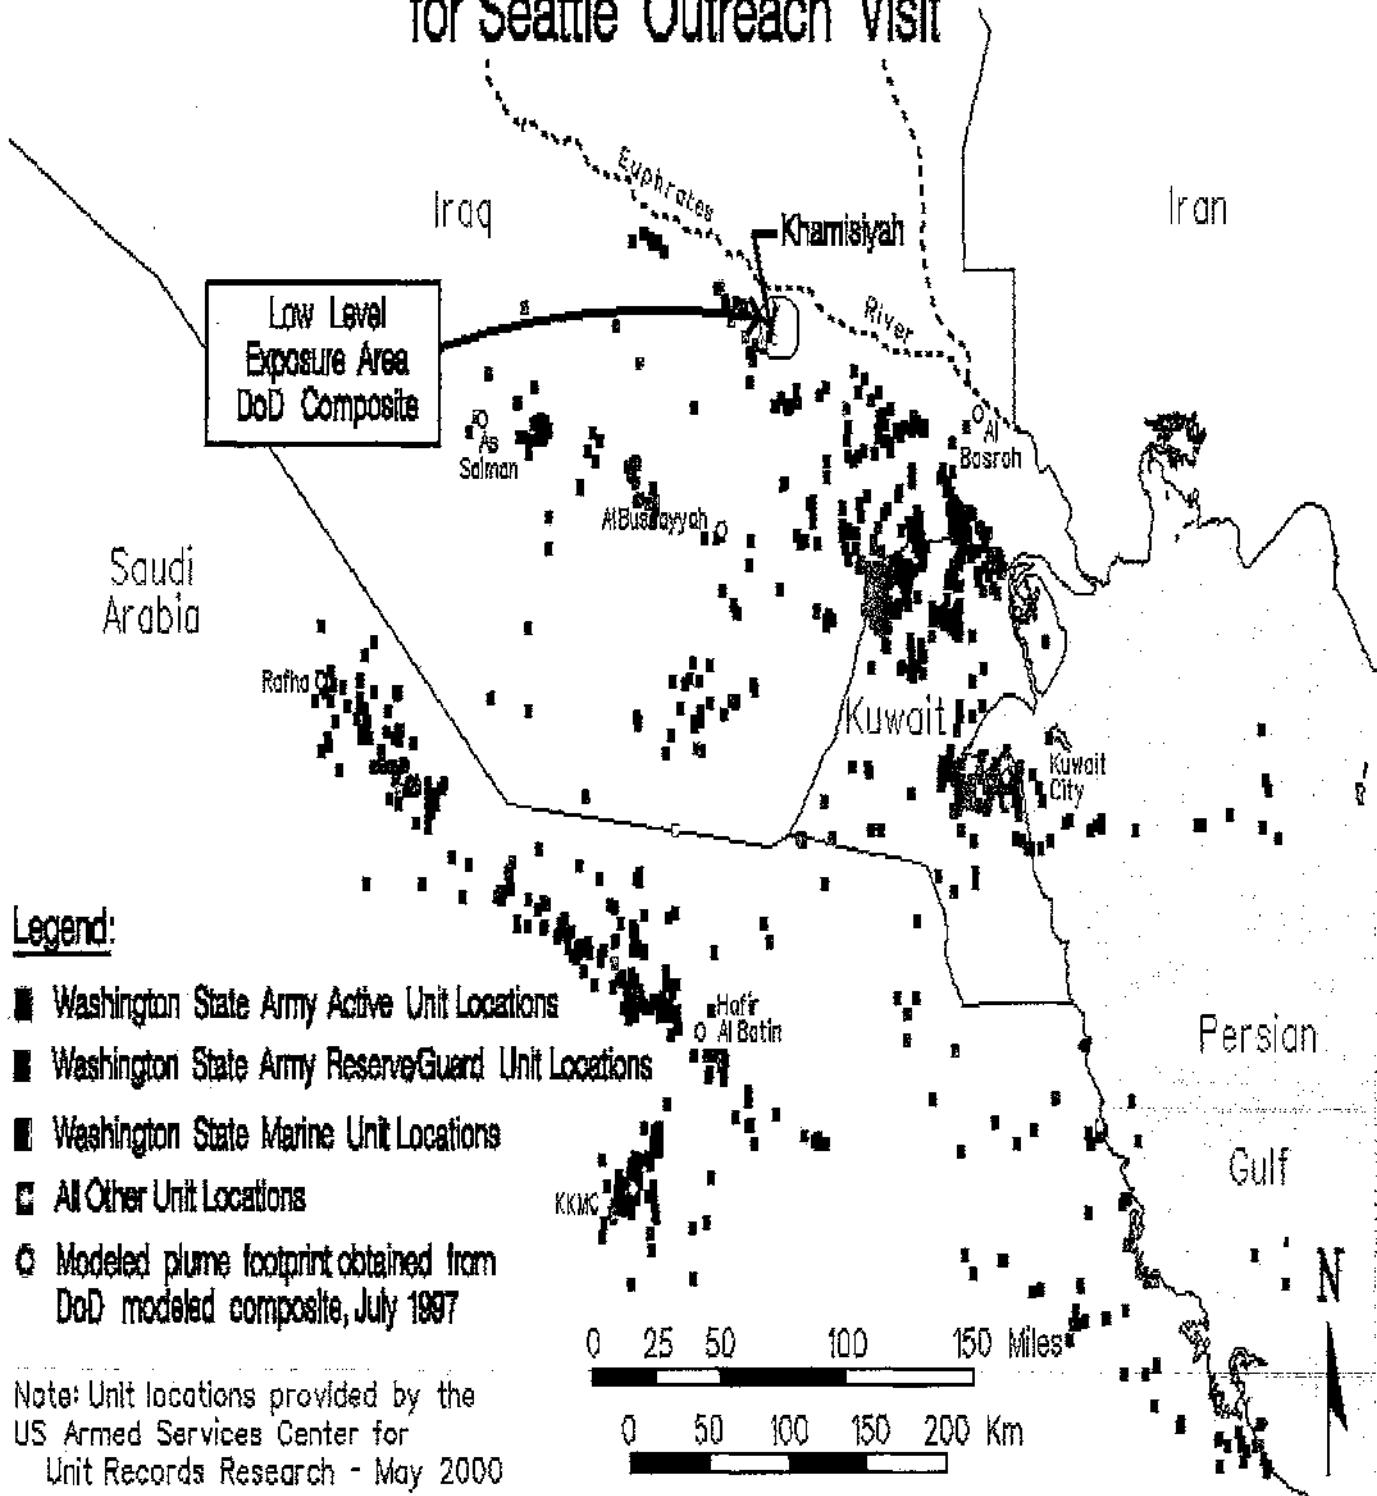 for Seattle Outreach Visit
Euphrates
Iraq
Iran
Khamisiyah
Low Level
Exposure Area
DoD Composite
River
As
Salman
Al
Basrah
Al Busayyah
Saudi
Arabia
Rafha
Kuwait
Kuwait
City
Legend:
Washington State Army Active Unit Locations
Washington State Army Reserve/Guard Unit Locations
Washington State Marine Unit Locations
All Other Unit Locations
Modeled plume footprint obtained from
DoD modeled composite, July 1997
Hafir
Al Batin
Persian
Gulf
KKMC
N
0 25 50 100 150 Miles
0 50 100 150 200 Km
Note: Unit locations provided by the
US Armed Services Center for
Unit Records Research - May 2000